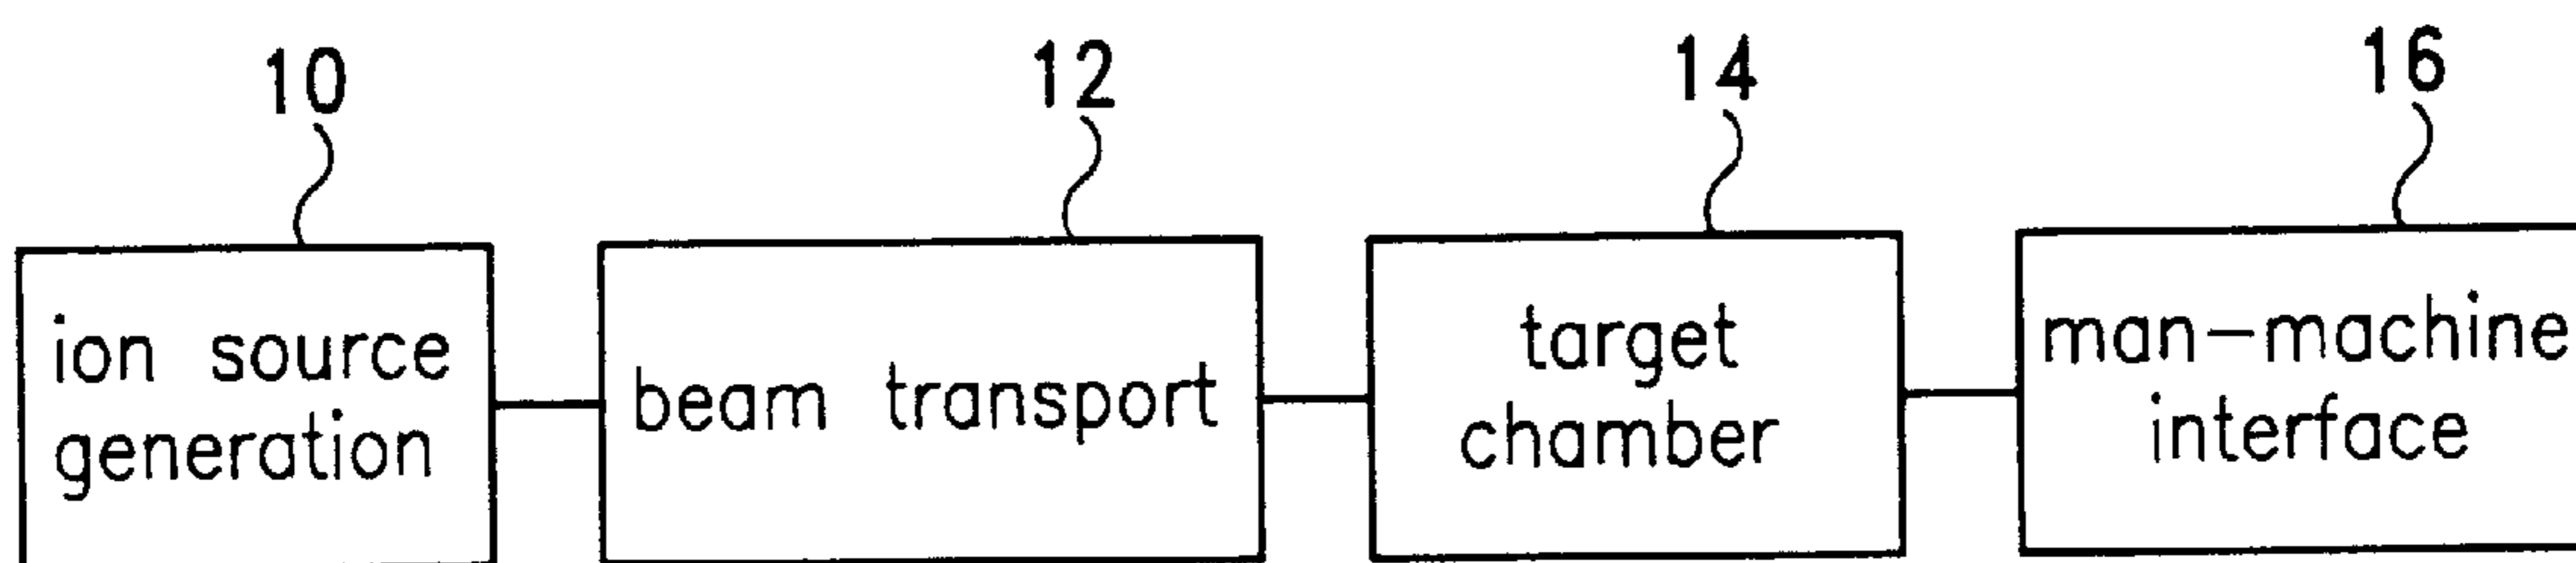 10 12 14 16
ion source
generation
beam transport
target
chamber
man-machine
interface